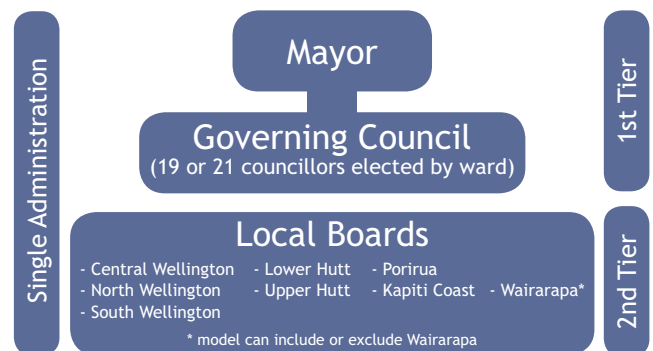 Single Administration
Mayor
Governing Council
(19 or 21 councillors elected by ward)
1st Tier
Local Boards
- Central Wellington - Lower Hutt - Porirua
- North Wellington - Upper Hutt - Kapiti Coast - Wairarapa*
- South Wellington
* model can include or exclude Wairarapa
2nd Tier